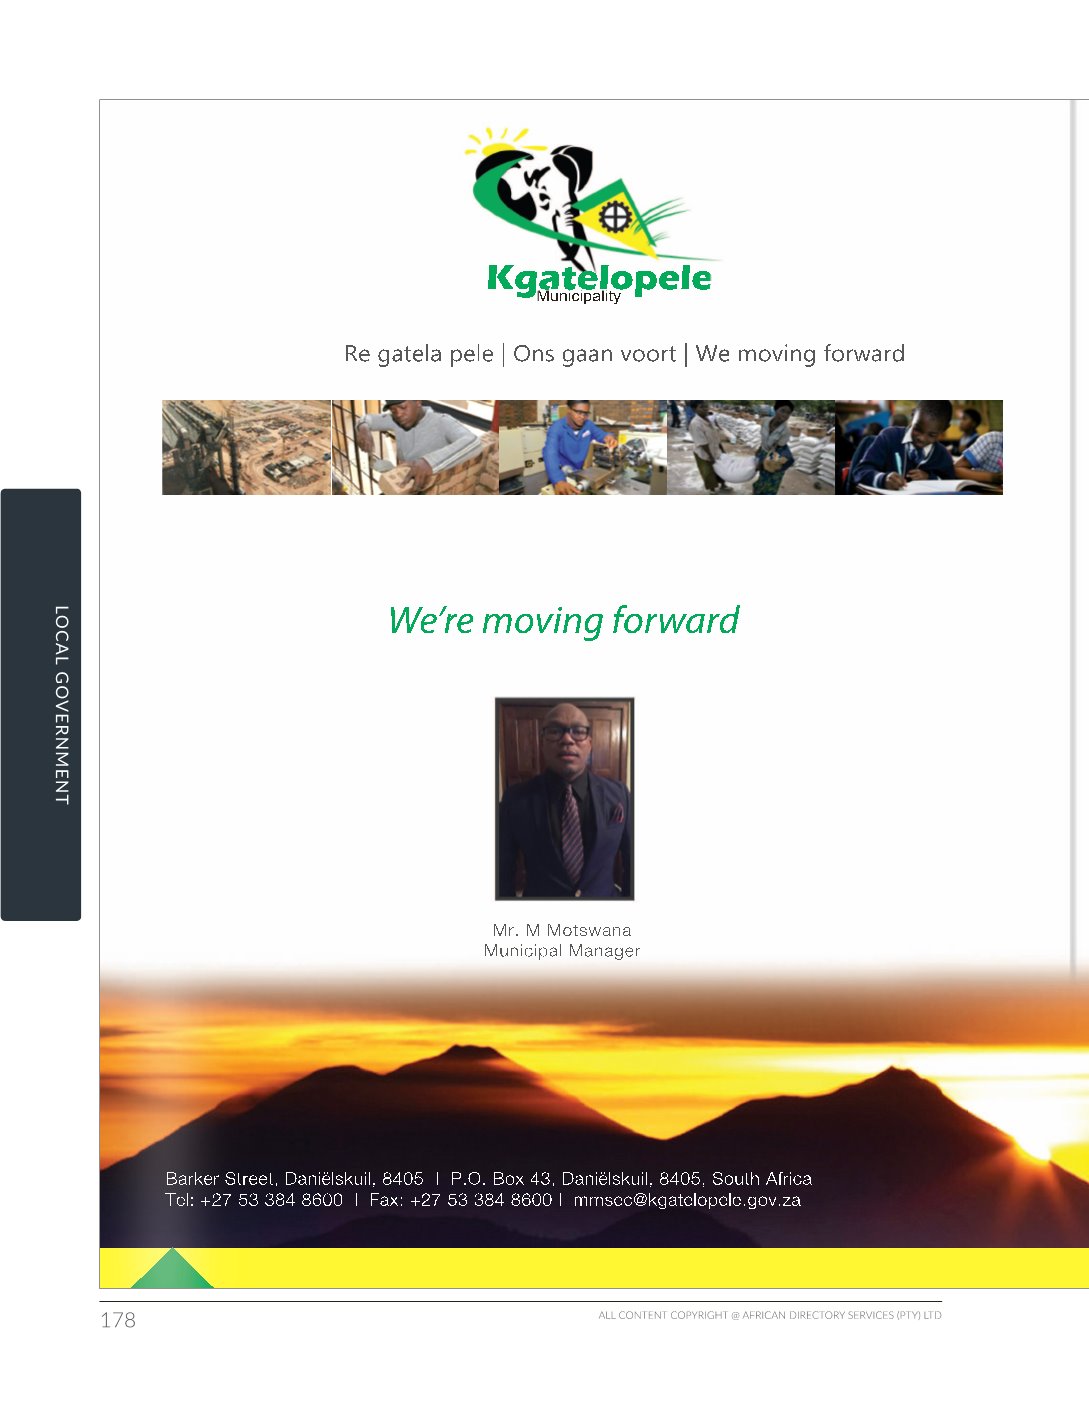 Kgatelopele
Municipality
Re gatela pele | Ons gaan voort | We moving forward
LOCAL GOVERNMENT
We're moving forward
Mr. M Motswana
Municipal Manager
Barker Street, Daniëlskuil, 8405 | P.O. Box 43, Daniëlskuil, 8405, South Africa
Tel: +27 53 384 8600 | Fax: +27 53 384 8600 | mmsec@kgatelopele.gov.za
178
ALL CONTENT COPYRIGHT @ AFRICAN DIRECTORY SERVICES (PTY) LTD